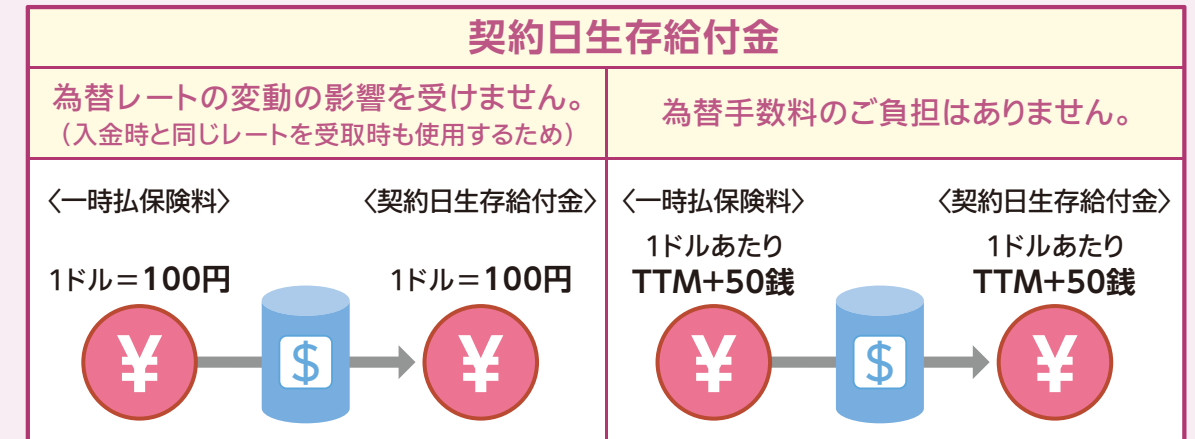 契約日生存給付金
為替レートの変動の影響を受けません。
（入金時と同じレートを受取時も使用するため）
為替手数料のご負担はありません。
〈一時払保険料〉
〈契約日生存給付金〉
1ドル＝100円
1ドル＝100円
¥
$
¥
〈一時払保険料〉
〈契約日生存給付金〉
1ドルあたり
TTM+50銭
1ドルあたり
TTM+50銭
¥
$
¥